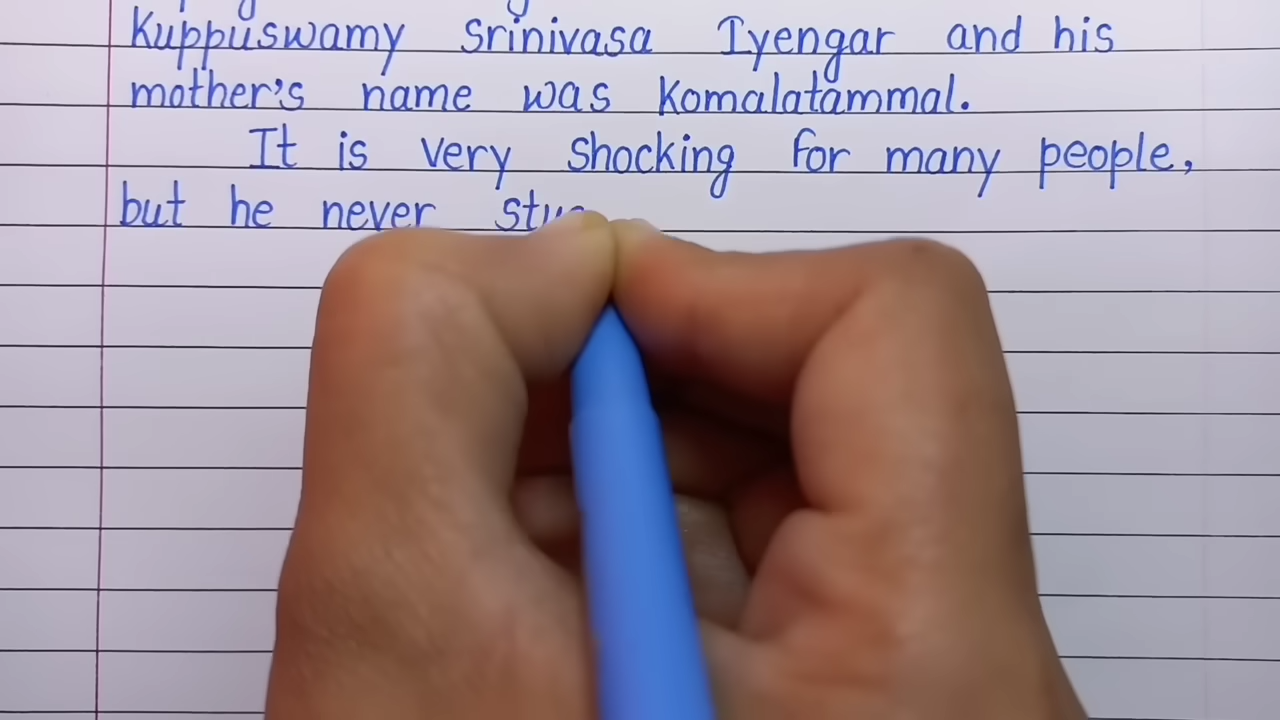 Kuppuswamy Srinivasa Iyengar and his
mother's name was Komalatammal.
It is very shocking for many people,
but he never